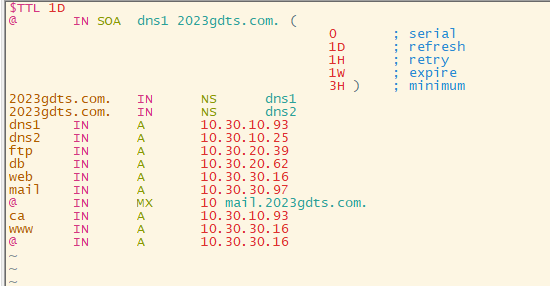 $TTL 1D
@ IN SOA dns1 2023gdts.com. (
0 ; serial
1D ; refresh
1H ; retry
1W ; expire
3H ) ; minimum
2023gdts.com. IN NS dns1
2023gdts.com. IN NS dns2
dns1 IN A 10.30.10.93
dns2 IN A 10.30.10.25
ftp IN A 10.30.20.39
db IN A 10.30.20.62
web IN A 10.30.30.16
mail IN A 10.30.30.97
@ IN MX 10 mail.2023gdts.com.
ca IN A 10.30.10.93
www IN A 10.30.30.16
@ IN A 10.30.30.16
~
~
~